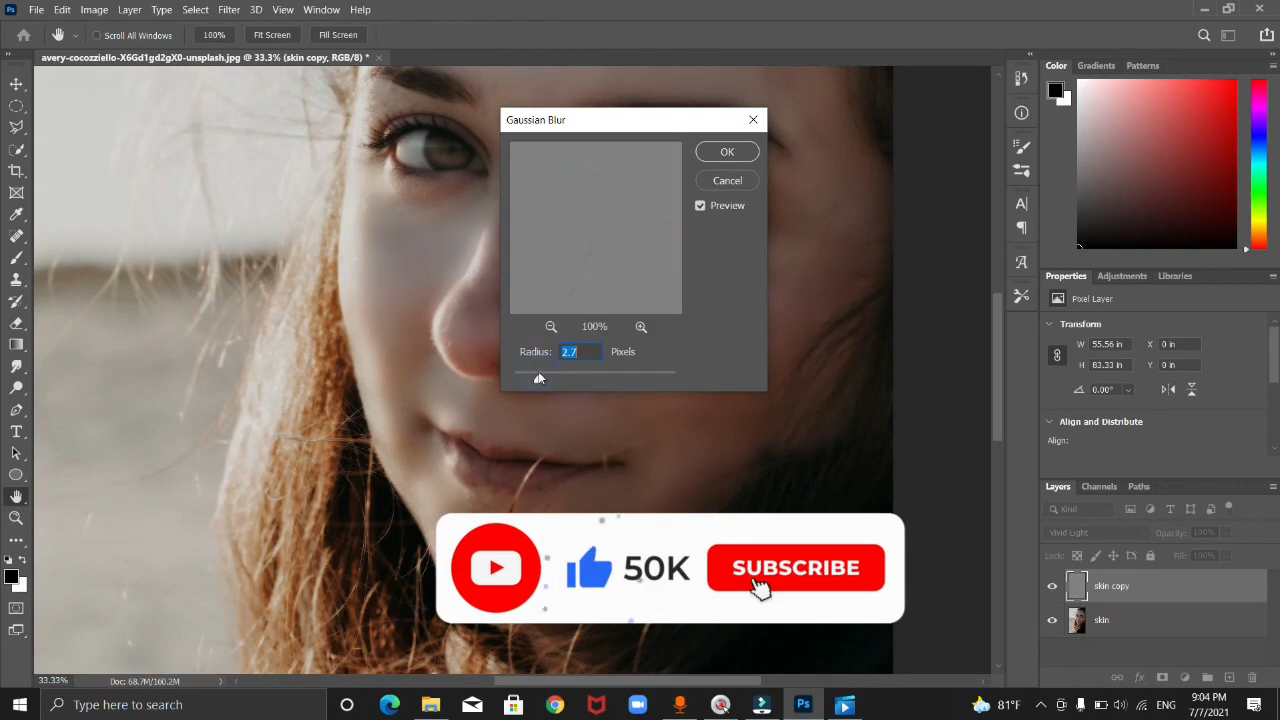 Ps File Edit Image Layer Type Select Filter 3D View Window Help
Scroll All Windows 100% Fit Screen Fill Screen
avery-cocozziello-X6Gd1gd2gX0-unsplash.jpg @ 33.3% (skin copy, RGB/8) *
Color Gradients Patterns
Gaussian Blur
OK
Cancel
Preview
100%
Radius: 2.7 Pixels
Properties Adjustments Libraries
Pixel Layer
Transform
W 55.56 in X 0 in
H 83.33 in Y 0 in
0.00°
Align and Distribute
Align:
Layers Channels Paths
Kind
Vivid Light Opacity: 100%
Lock: Fill: 100%
skin copy
skin
50K SUBSCRIBE
33.33% Doc: 68.7M/160.2M
Type here to search
81°F ENG
9:04 PM
7/7/2021